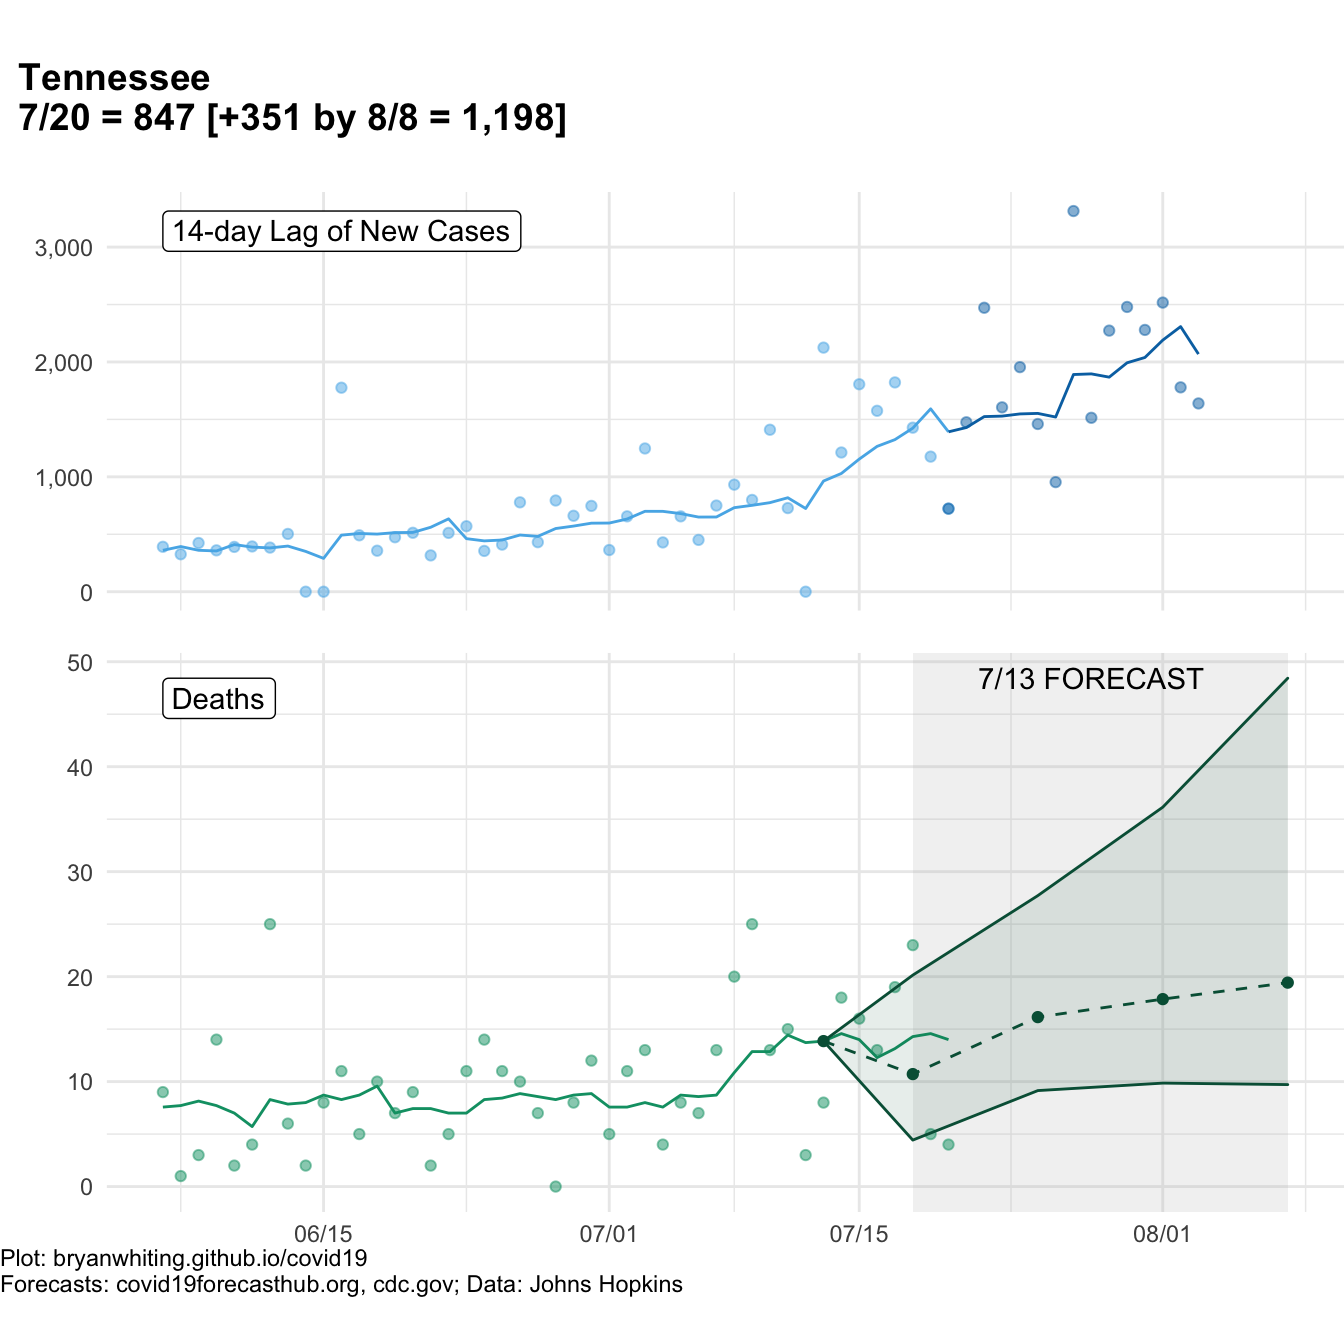 Tennessee
7/20 = 847 [+351 by 8/8 = 1,198]
14-day Lag of New Cases
3,000
2,000
1,000
0
50
7/13 FORECAST
Deaths
40
30
20
10
0
06/15 07/01 07/15 08/01
Plot: bryanwhiting.github.io/covid19
Forecasts: covid19forecasthub.org, cdc.gov; Data: Johns Hopkins